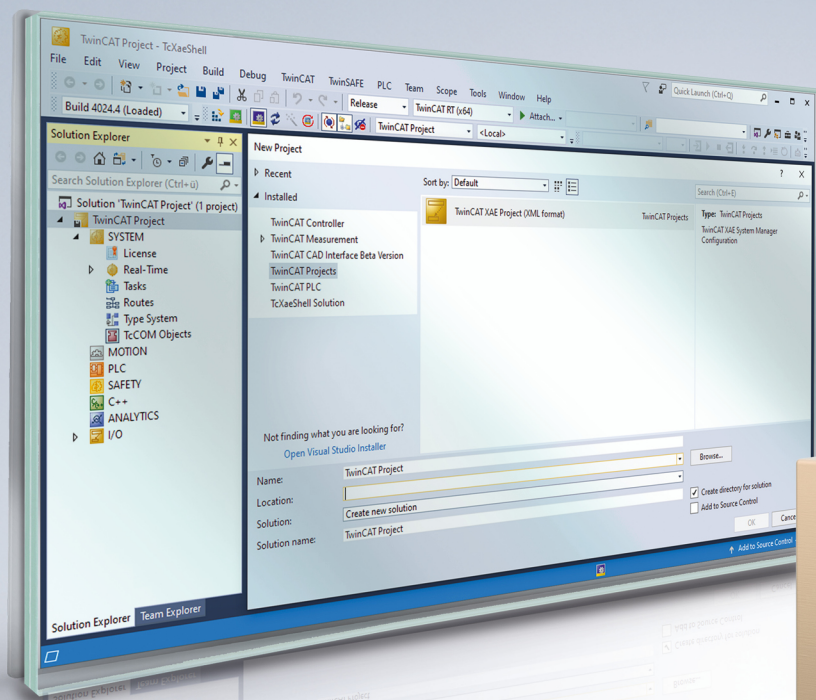 TwinCAT Project - TcXaeShell
File Edit View Project Build Debug TwinCAT TwinSAFE PLC Team Scope Tools Window Help
Quick Launch (Ctrl+Q)
Release TwinCAT RT (x64) Attach...
Build 4024.4 (Loaded) TwinCAT Project <Local>
Solution Explorer
Search Solution Explorer (Ctrl+ü)
Solution 'TwinCAT Project' (1 project)
TwinCAT Project
SYSTEM
License
Real-Time
Tasks
Routes
Type System
TcCOM Objects
MOTION
PLC
SAFETY
C++
ANALYTICS
I/O
Solution Explorer Team Explorer
New Project
? X
Recent
Installed
TwinCAT Controller
TwinCAT Measurement
TwinCAT CAD Interface Beta Version
TwinCAT Projects
TwinCAT PLC
TcXaeShell Solution
Not finding what you are looking for?
Open Visual Studio Installer
Sort by: Default
TwinCAT XAE Project (XML format) TwinCAT Projects
Search (Ctrl+E)
Type: TwinCAT Projects
TwinCAT XAE System Manager
Configuration
Name: TwinCAT Project
Location:
Browse...
Solution: Create new solution
Solution name: TwinCAT Project
Create directory for solution
Add to Source Control
OK
Add to Source Control